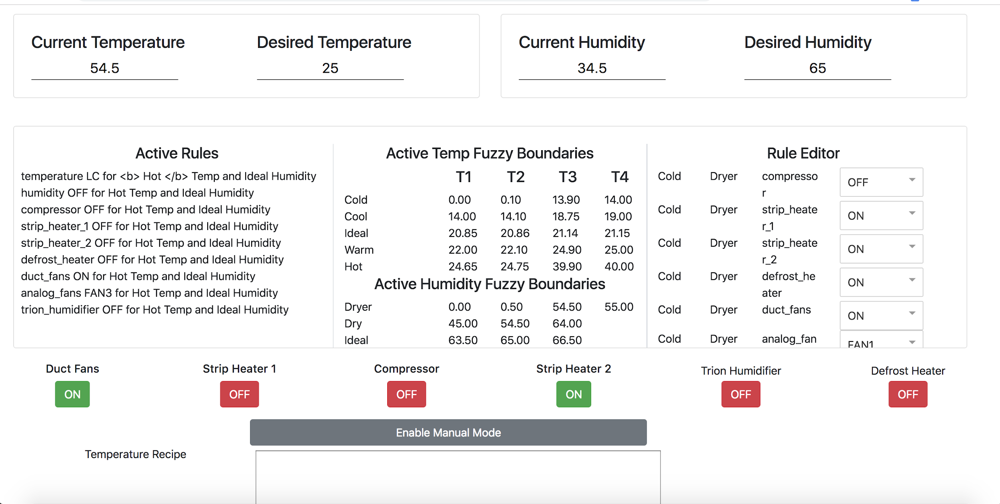 Current Temperature Desired Temperature Current Humidity Desired Humidity
54.5 25 34.5 65
Active Rules
temperature LC for <b> Hot </b> Temp and Ideal Humidity
humidity OFF for Hot Temp and Ideal Humidity
compressor OFF for Hot Temp and Ideal Humidity
strip_heater_1 OFF for Hot Temp and Ideal Humidity
strip_heater_2 OFF for Hot Temp and Ideal Humidity
defrost_heater OFF for Hot Temp and Ideal Humidity
duct_fans ON for Hot Temp and Ideal Humidity
analog_fans FAN3 for Hot Temp and Ideal Humidity
trion_humidifier OFF for Hot Temp and Ideal Humidity
Active Temp Fuzzy Boundaries
T1 T2 T3 T4
Cold 0.00 0.10 13.90 14.00
Cool 14.00 14.10 18.75 19.00
Ideal 20.85 20.86 21.14 21.15
Warm 22.00 22.10 24.90 25.00
Hot 24.65 24.75 39.90 40.00
Active Humidity Fuzzy Boundaries
Dryer 0.00 0.50 54.50 55.00
Dry 45.00 54.50 64.00
Ideal 63.50 65.00 66.50
Rule Editor
Cold Dryer compresso OFF
r
Cold Dryer strip_heate ON
r_1
Cold Dryer strip_heate ON
r_2
Cold Dryer defrost_he ON
ater
Cold Dryer duct_fans ON
Cold Dryer analog_fan FAN1
Duct Fans Strip Heater 1 Compressor Strip Heater 2 Trion Humidifier Defrost Heater
ON OFF OFF ON OFF OFF
Enable Manual Mode
Temperature Recipe